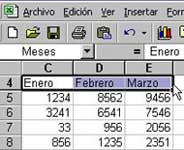 Archivo Edición Ver Insertar Form
Meses = Enero
C D E
4 Enero Febrero Marzo
5 1234 8562 9456
6 3241 6541 7546
7 33 956 2056
8 856 1235 2351